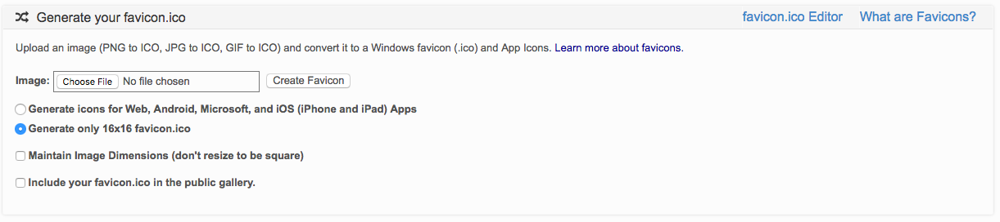 Generate your favicon.ico favicon.ico Editor What are Favicons?
Upload an image (PNG to ICO, JPG to ICO, GIF to ICO) and convert it to a Windows favicon (.ico) and App Icons. Learn more about favicons.
Image: Choose File No file chosen Create Favicon
Generate icons for Web, Android, Microsoft, and iOS (iPhone and iPad) Apps
Generate only 16x16 favicon.ico
Maintain Image Dimensions (don't resize to be square)
Include your favicon.ico in the public gallery.